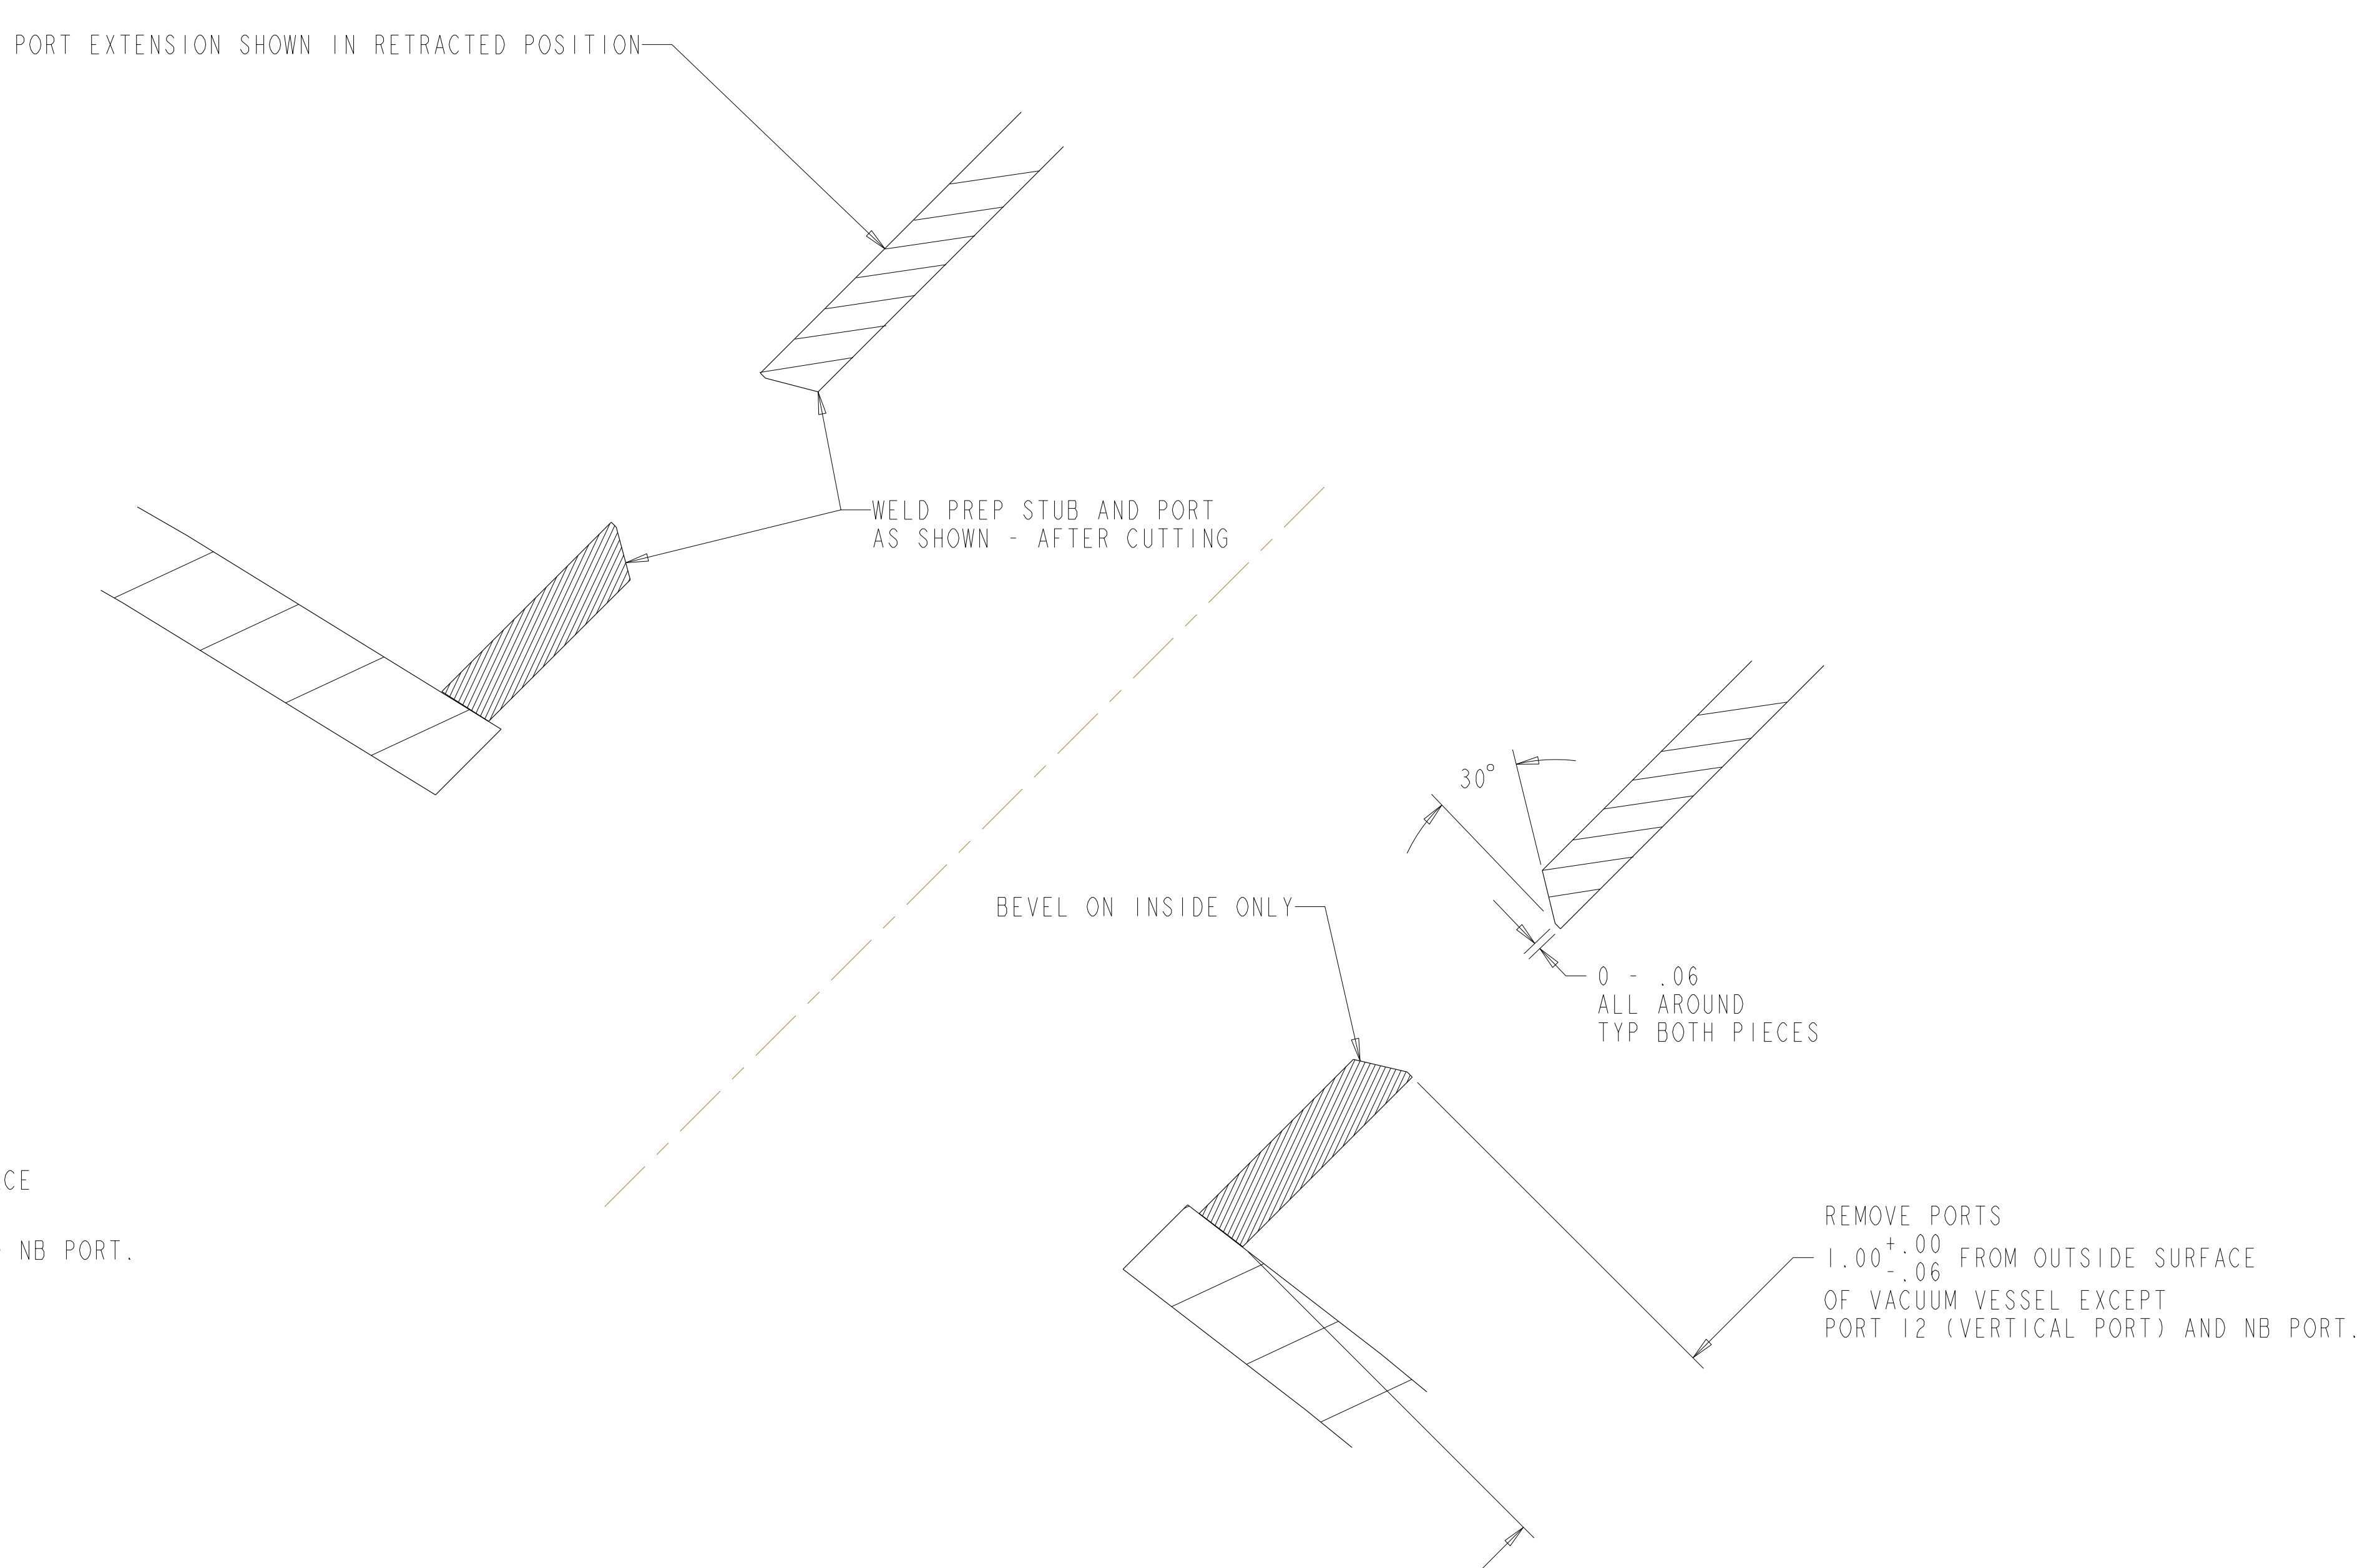 PORT EXTENSION SHOWN IN RETRACTED POSITION
WELD PREP STUB AND PORT
AS SHOWN - AFTER CUTTING
30°
BEVEL ON INSIDE ONLY
0 - .06
ALL AROUND
TYP BOTH PIECES
CE
NB PORT.
REMOVE PORTS
1.00 +.00 -.06 FROM OUTSIDE SURFACE
OF VACUUM VESSEL EXCEPT
PORT 12 (VERTICAL PORT) AND NB PORT.